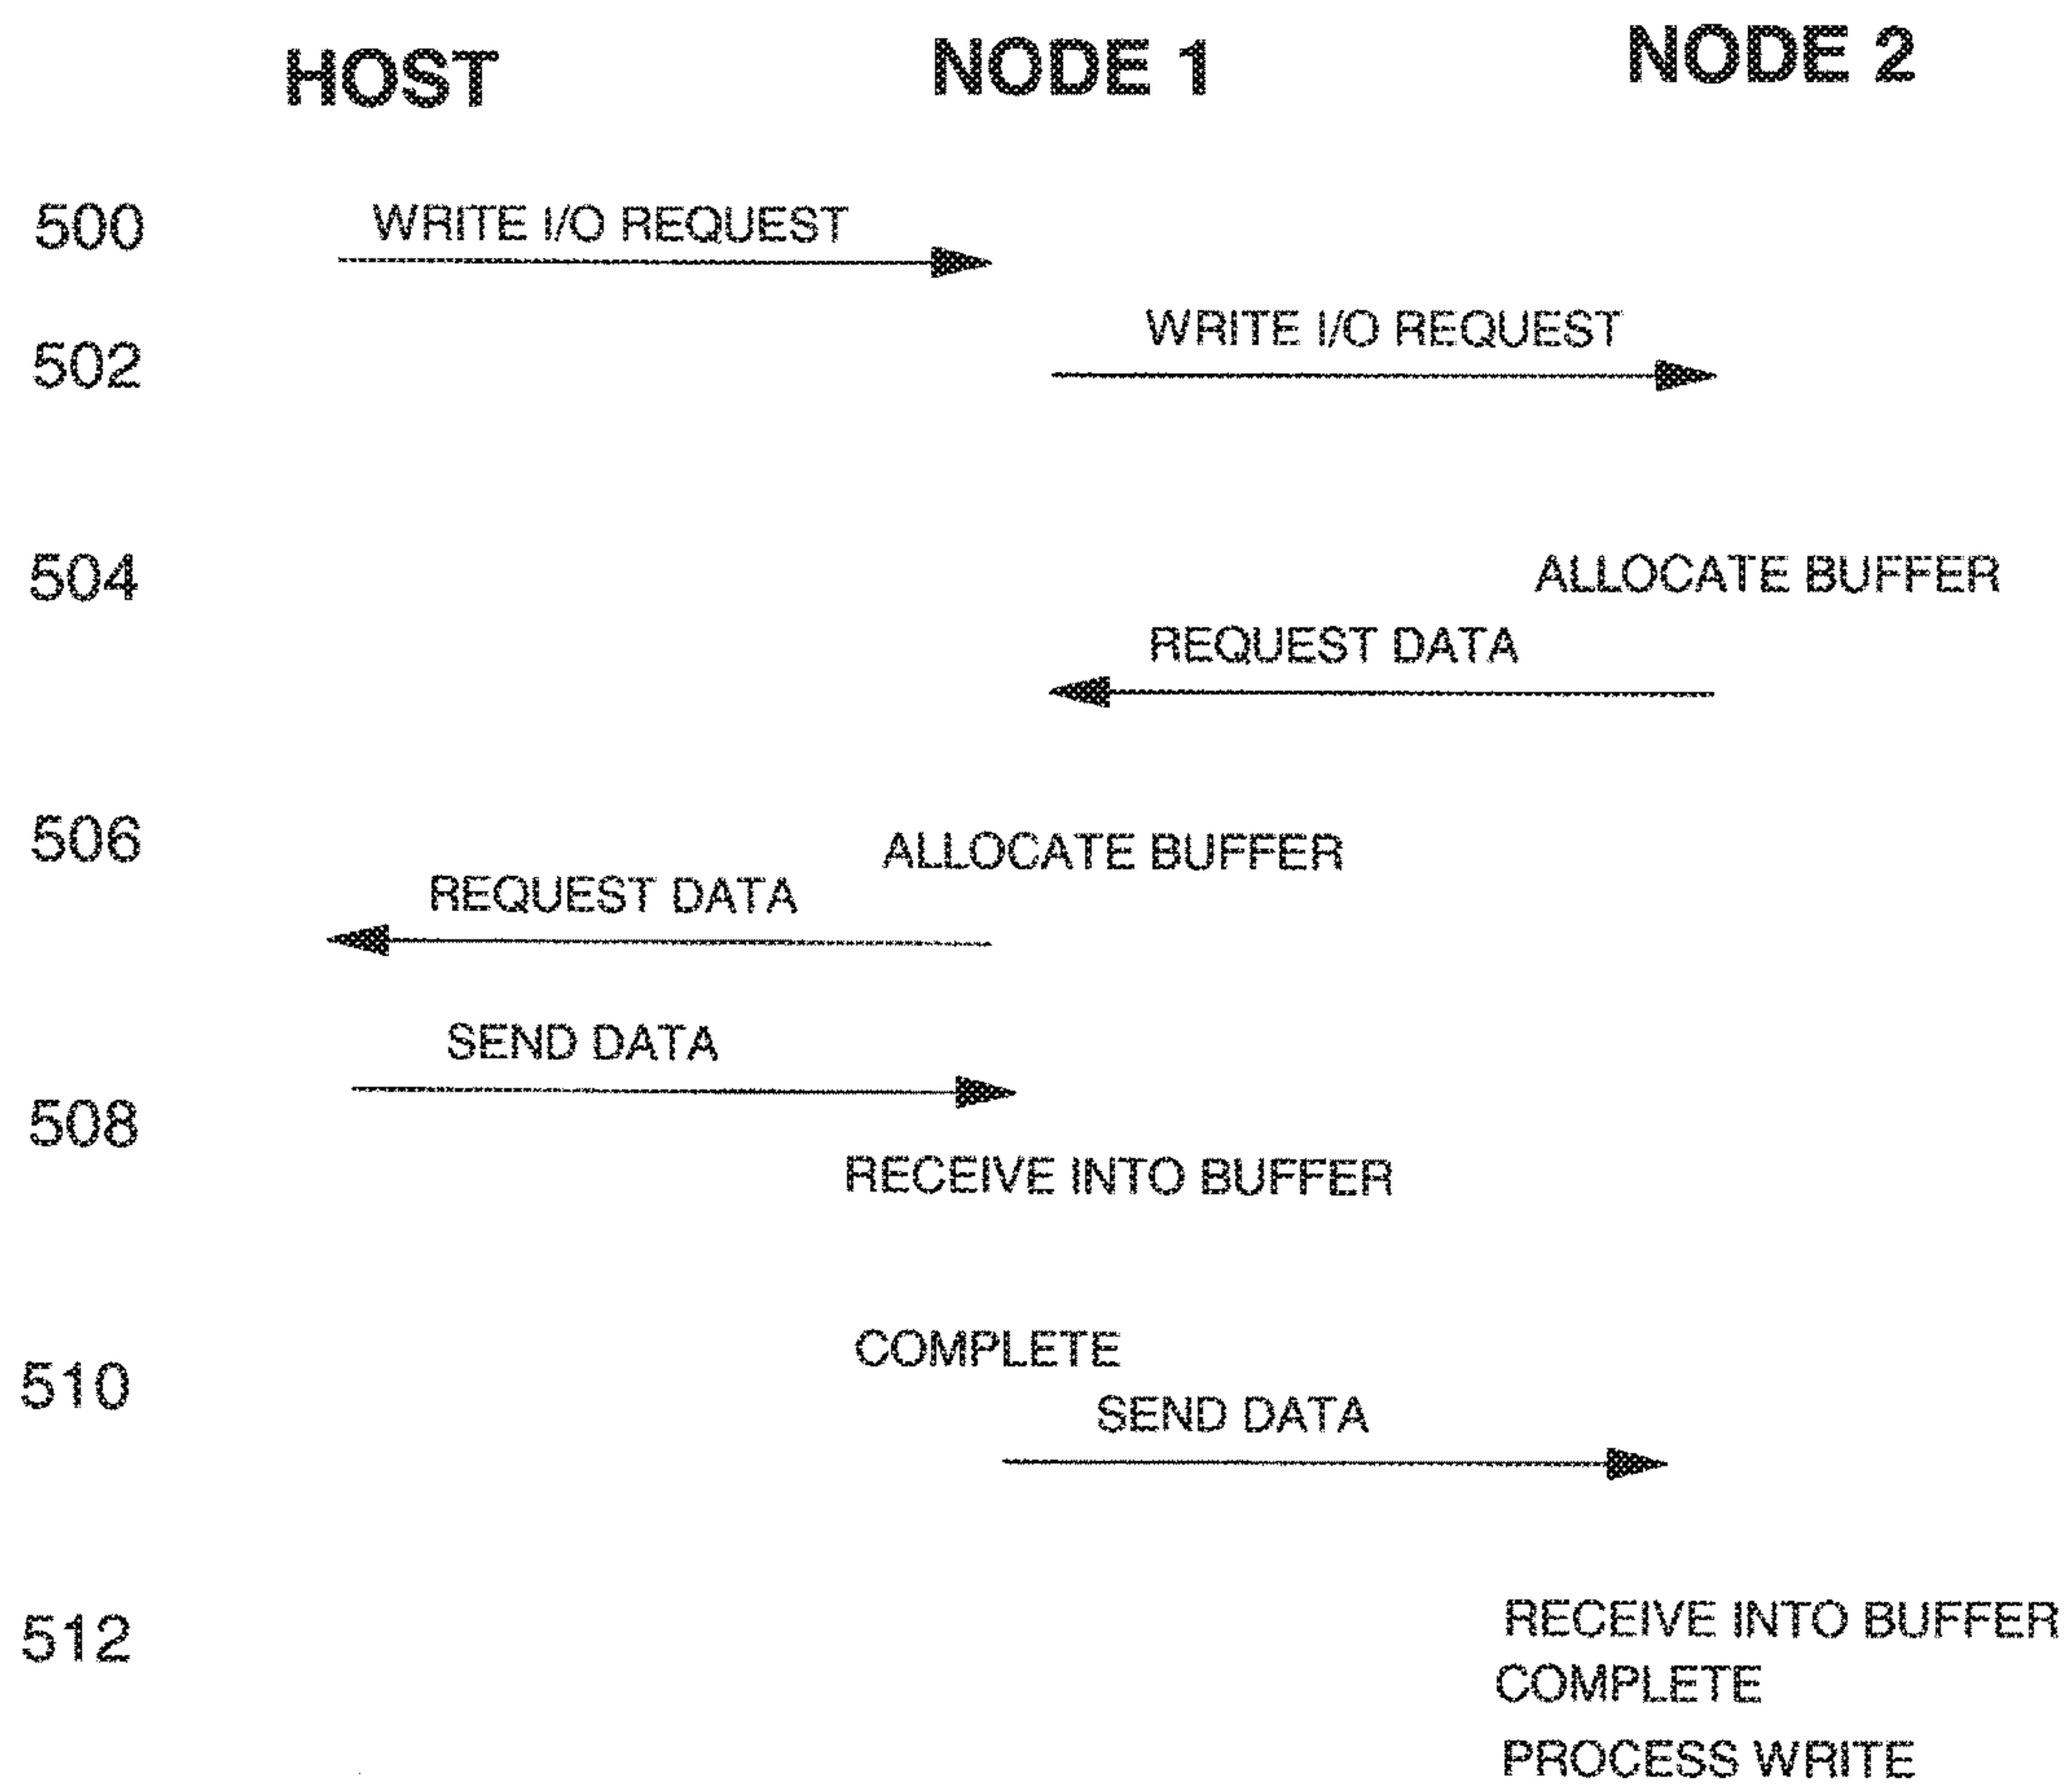 HOST NODE 1 NODE 2
500 WRITE I/O REQUEST
WRITE I/O REQUEST
502
504 ALLOCATE BUFFER
REQUEST DATA
506 ALLOCATE BUFFER
REQUEST DATA
SEND DATA
508
RECEIVE INTO BUFFER
COMPLETE
510
SEND DATA
512 RECEIVE INTO BUFFER
COMPLETE
PROCESS WRITE